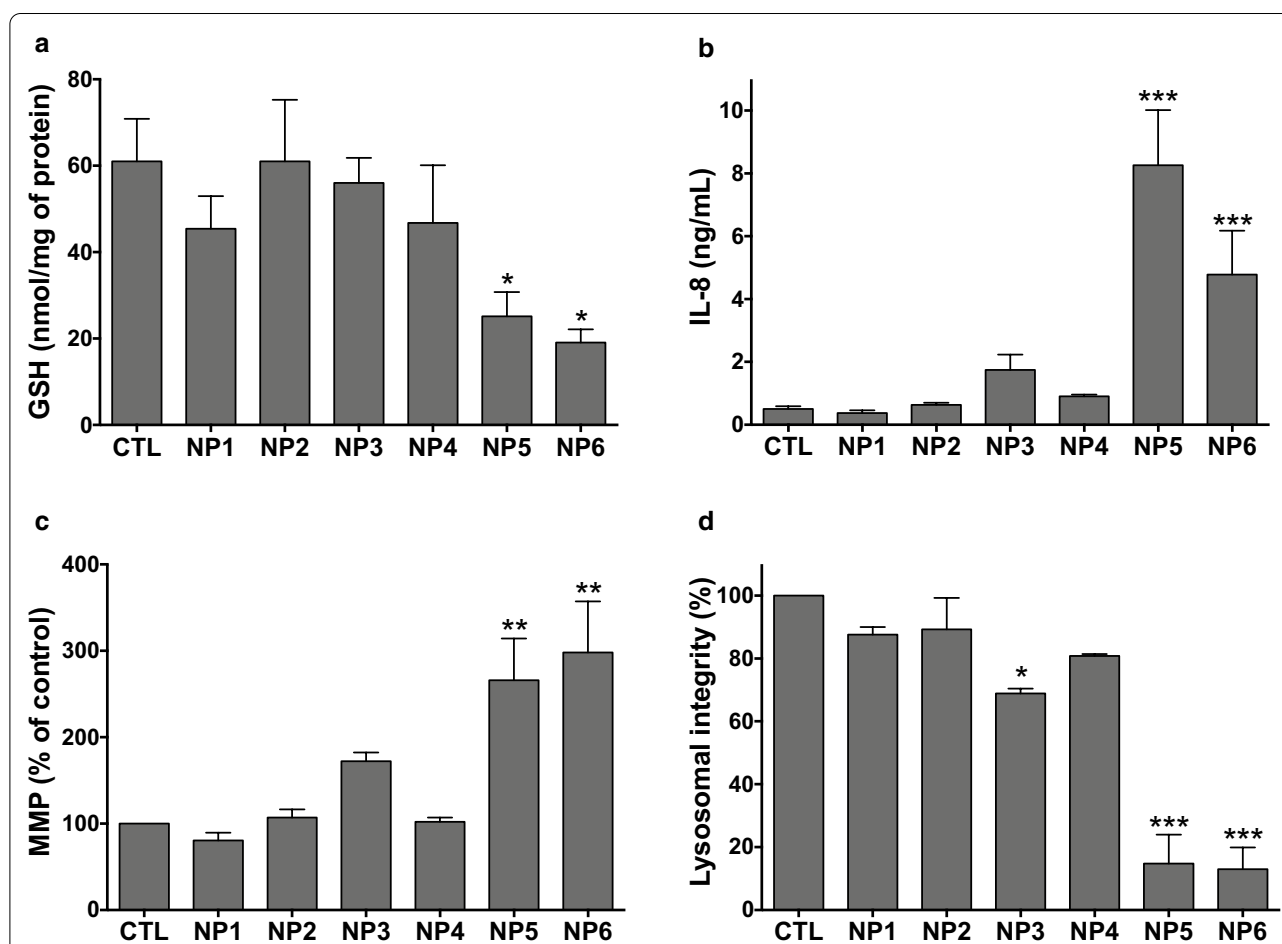 a
GSH (nmol/mg of protein)
80
60
40
20
0
* *
CTL NP1 NP2 NP3 NP4 NP5 NP6
b
IL-8 (ng/mL)
10
8
6
4
2
0
***
***
CTL NP1 NP2 NP3 NP4 NP5 NP6
c
MMP (% of control)
400
300
200
100
0
**
**
CTL NP1 NP2 NP3 NP4 NP5 NP6
d
Lysosomal integrity (%)
100
80
60
40
20
0
*
*** ***
CTL NP1 NP2 NP3 NP4 NP5 NP6